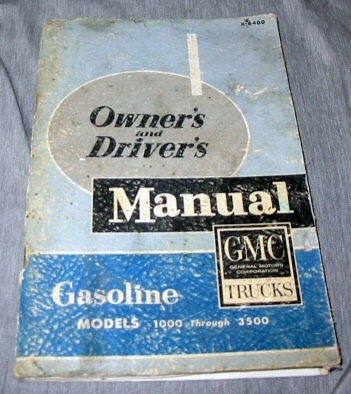 X-6400
Owner's
and
Driver's
Manual
GMC
GENERAL MOTORS
CORPORATION
TRUCKS
Gasoline
MODELS 1000 Through 3500